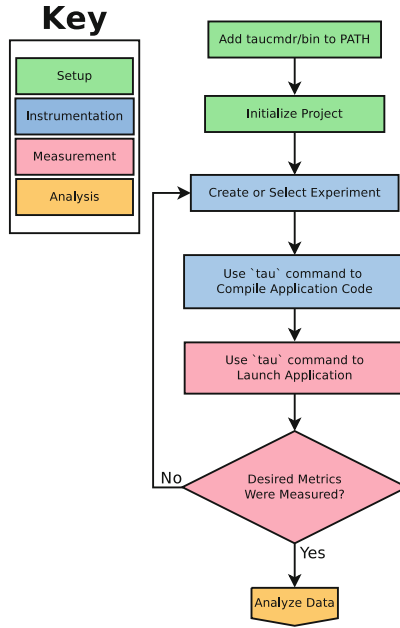 Key
Setup
Instrumentation
Measurement
Analysis
Add taucmdr/bin to PATH
Initialize Project
Create or Select Experiment
Use `tau` command to
Compile Application Code
Use `tau` command to
Launch Application
Desired Metrics
Were Measured?
No
Yes
Analyze Data